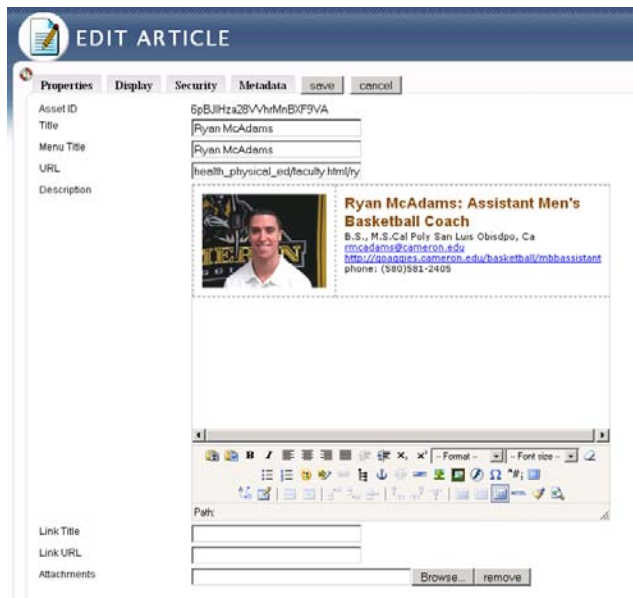 EDIT ARTICLE
Properties Display Security Metadata save cancel
Asset ID 6pBJlHza28VVhrMnBXF9VA
Title Ryan McAdams
Menu Title Ryan McAdams
URL health_physical_ed/faculty.html/ry
Description
Ryan McAdams: Assistant Men's
Basketball Coach
B.S., M.S.Cal Poly San Luis Obisdpo, Ca
rmcadams@cameron.edu
http://goaggies.cameron.edu/basketball/mbbassistant
phone: (580)581-2405
-- Format -- -- Font size --
Path:
Link Title
Link URL
Attachments Browse... remove